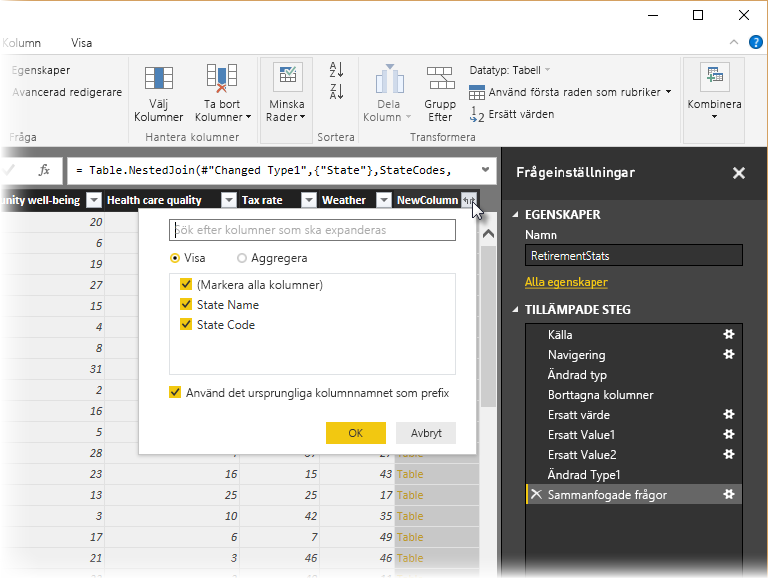 Kolumn Visa
Egenskaper
Avancerad redigerare
Fråga
Välj
Kolumner
Ta bort
Kolumner
Hantera kolumner
Minska
Rader
A
Z
Z
A
Sortera
Dela
Kolumn
Grupp
Efter
Datatyp: Tabell
Använd första raden som rubriker
1
2 Ersätt värden
Transformera
Kombinera
?
fx = Table.NestedJoin(#"Changed Type1",{"State"},StateCodes,
nity well-being Health care quality Tax rate Weather NewColumn
20
6
19
27
15
4
8
31
2
16
5
28
23 16 15 43 Table
13 25 25 17 Table
3 10 42 35 Table
17 6 7 49 Table
21 3 46 46 Table
Sök efter kolumner som ska expanderas
Visa Aggregera
(Markera alla kolumner)
State Name
State Code
Använd det ursprungliga kolumnnamnet som prefix
OK Avbryt
Frågeinställningar
EGENSKAPER
Namn
RetirementStats
Alla egenskaper
TILLÄMPADE STEG
Källa
Navigering
Ändrad typ
Borttagna kolumner
Ersatt värde
Ersatt Value1
Ersatt Value2
Ändrad Type1
Sammanfogade frågor